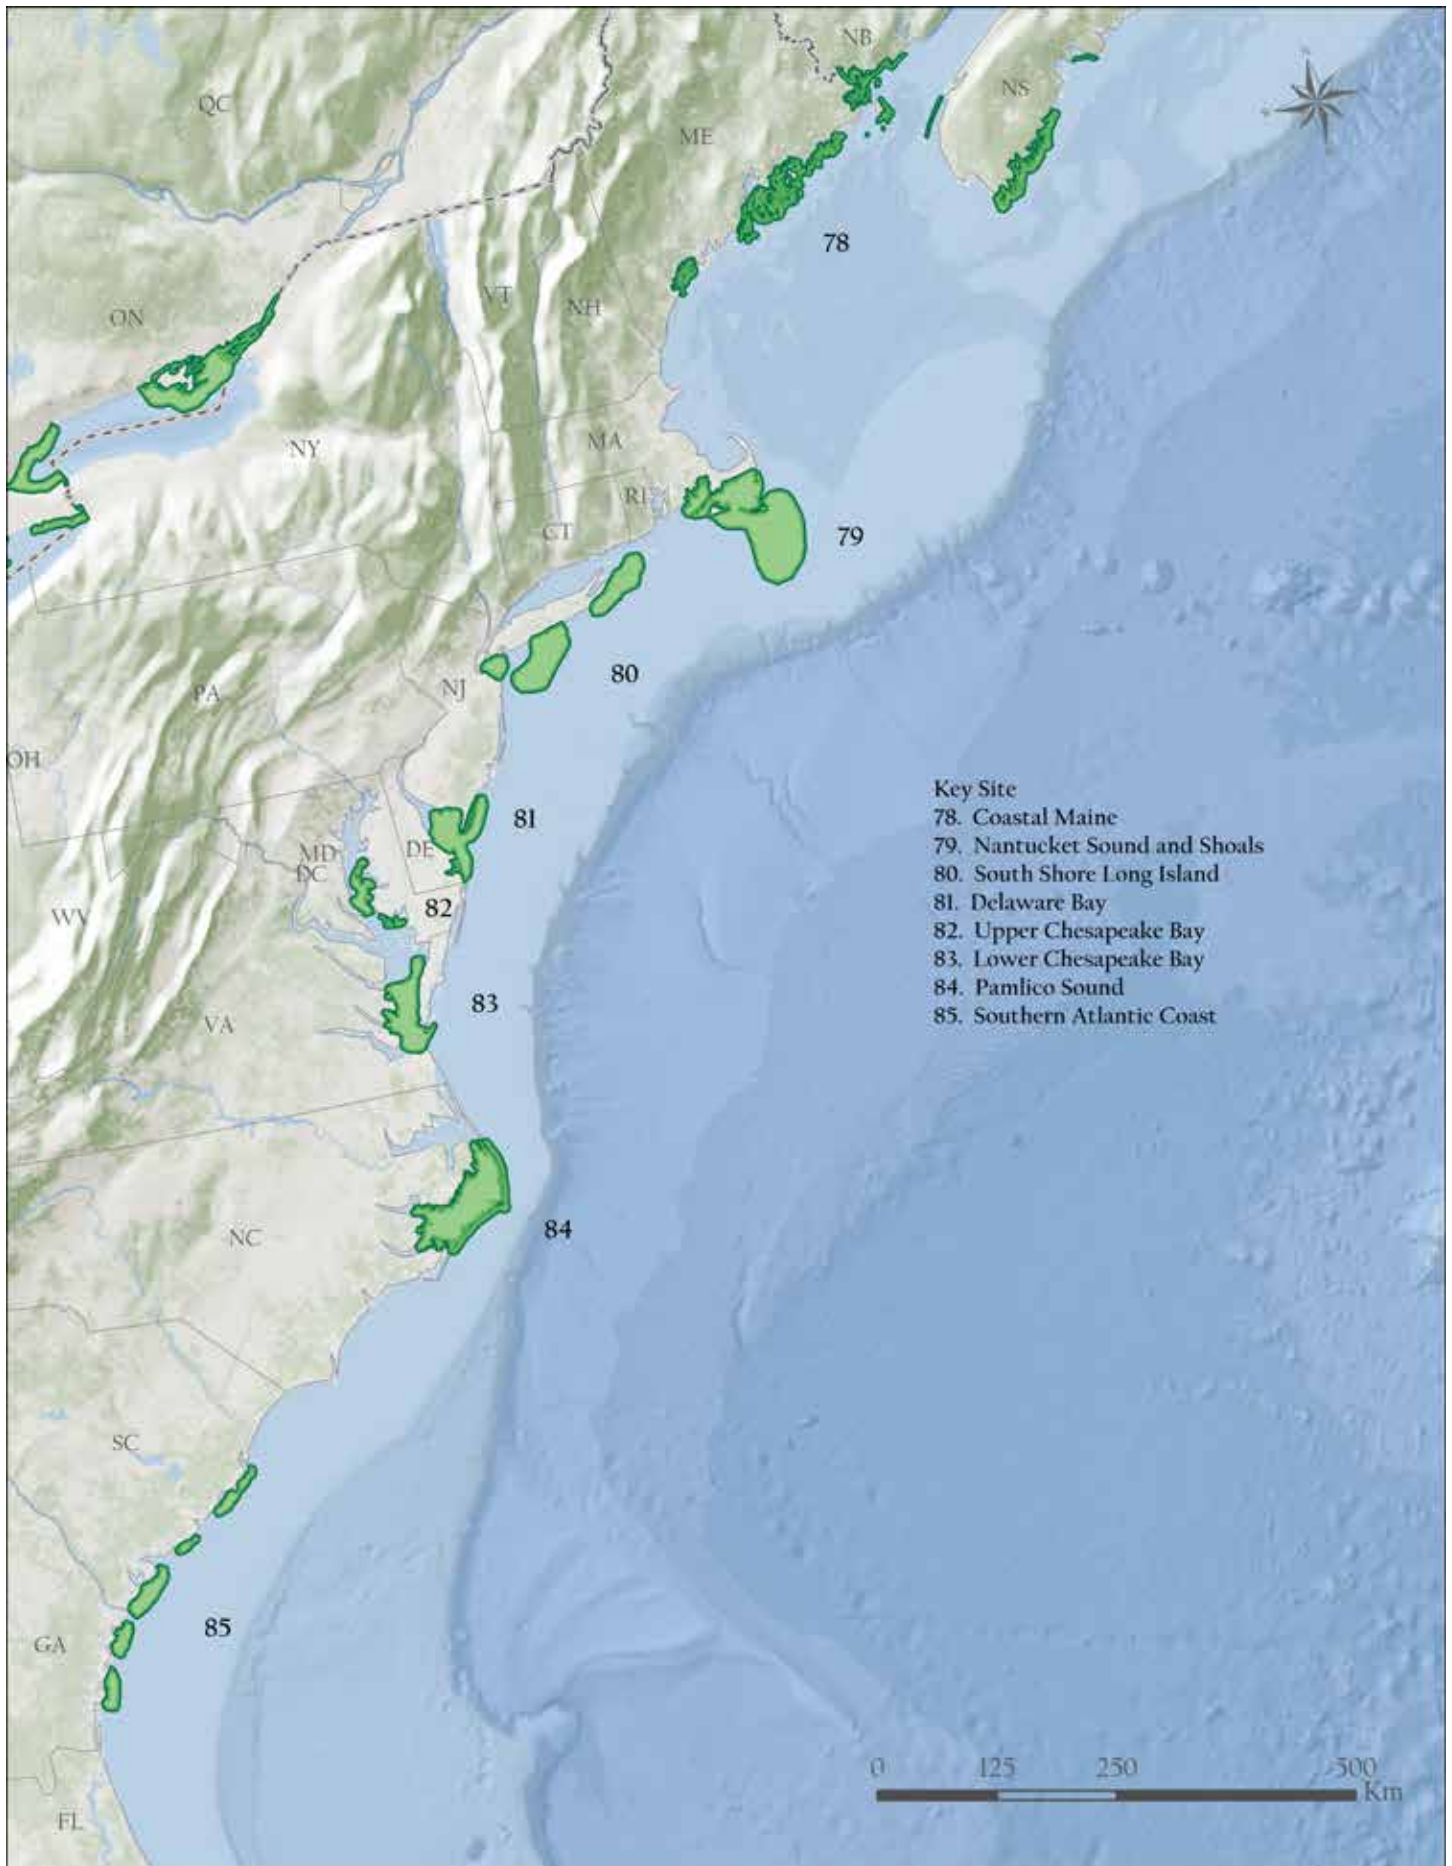 NB
QC
NS
ME
78
ON
VT
NH
NY
MA
RI
CT
79
80
NJ
PA
OH
Key Site
78. Coastal Maine
79. Nantucket Sound and Shoals
80. South Shore Long Island
81. Delaware Bay
82. Upper Chesapeake Bay
83. Lower Chesapeake Bay
84. Pamlico Sound
85. Southern Atlantic Coast
81
MD
DE
DC
82
WV
83
VA
84
NC
SC
85
GA
0 125 250 500
Km
FL